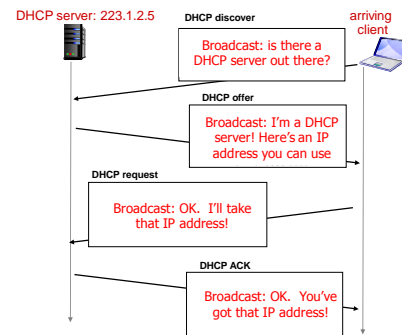 DHCP server: 223.1.2.5
DHCP discover
arriving
client
Broadcast: is there a
DHCP server out there?
DHCP offer
Broadcast: I'm a DHCP
server! Here's an IP
address you can use
DHCP request
Broadcast: OK.  I'll take
that IP address!
DHCP ACK
Broadcast: OK.  You've
got that IP address!